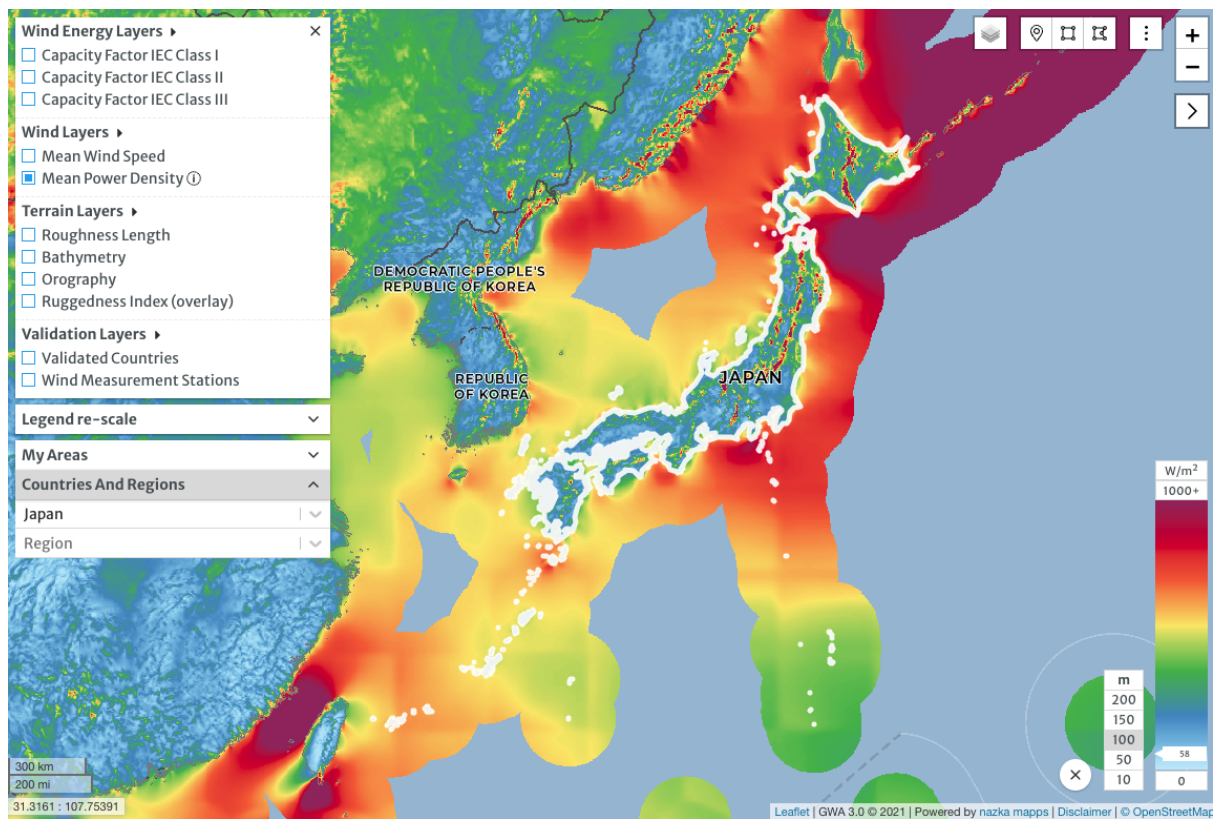 Wind Energy Layers
Capacity Factor IEC Class I
Capacity Factor IEC Class II
Capacity Factor IEC Class III
Wind Layers
Mean Wind Speed
Mean Power Density
Terrain Layers
Roughness Length
Bathymetry
Orography
Ruggedness Index (overlay)
Validation Layers
Validated Countries
Wind Measurement Stations
Legend re-scale
My Areas
Countries And Regions
Japan
Region
DEMOCRATIC PEOPLE'S
REPUBLIC OF KOREA
REPUBLIC
OF KOREA
JAPAN
W/m²
1000+
58
0
m
200
150
100
50
10
300 km
200 mi
31.3161 : 107.75391
Leaflet | GWA 3.0 © 2021 | Powered by nazka mapps | Disclaimer | © OpenStreetMap